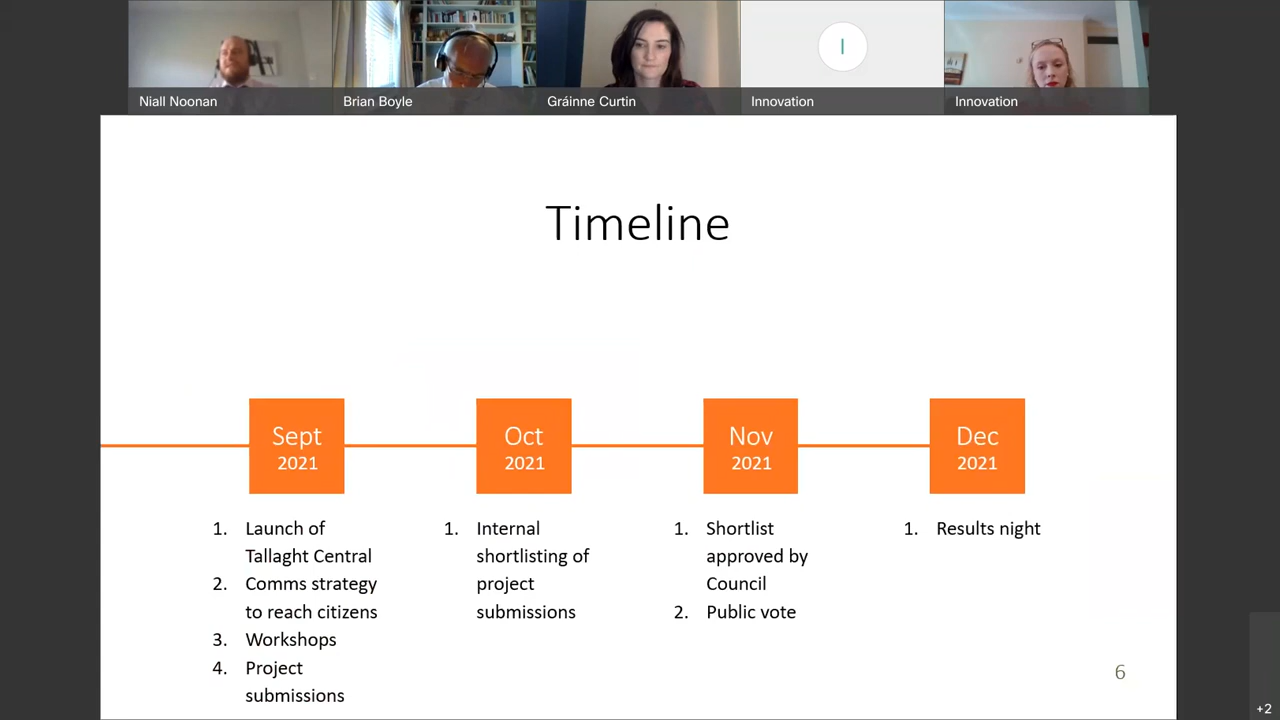 Niall Noonan
Brian Boyle
Gráinne Curtin
I
Innovation
Innovation
Timeline
Sept
2021
Oct
2021
Nov
2021
Dec
2021
1. Launch of
Tallaght Central
2. Comms strategy
to reach citizens
3. Workshops
4. Project
submissions
1. Internal
shortlisting of
project
submissions
1. Shortlist
approved by
Council
2. Public vote
1. Results night
6
+2